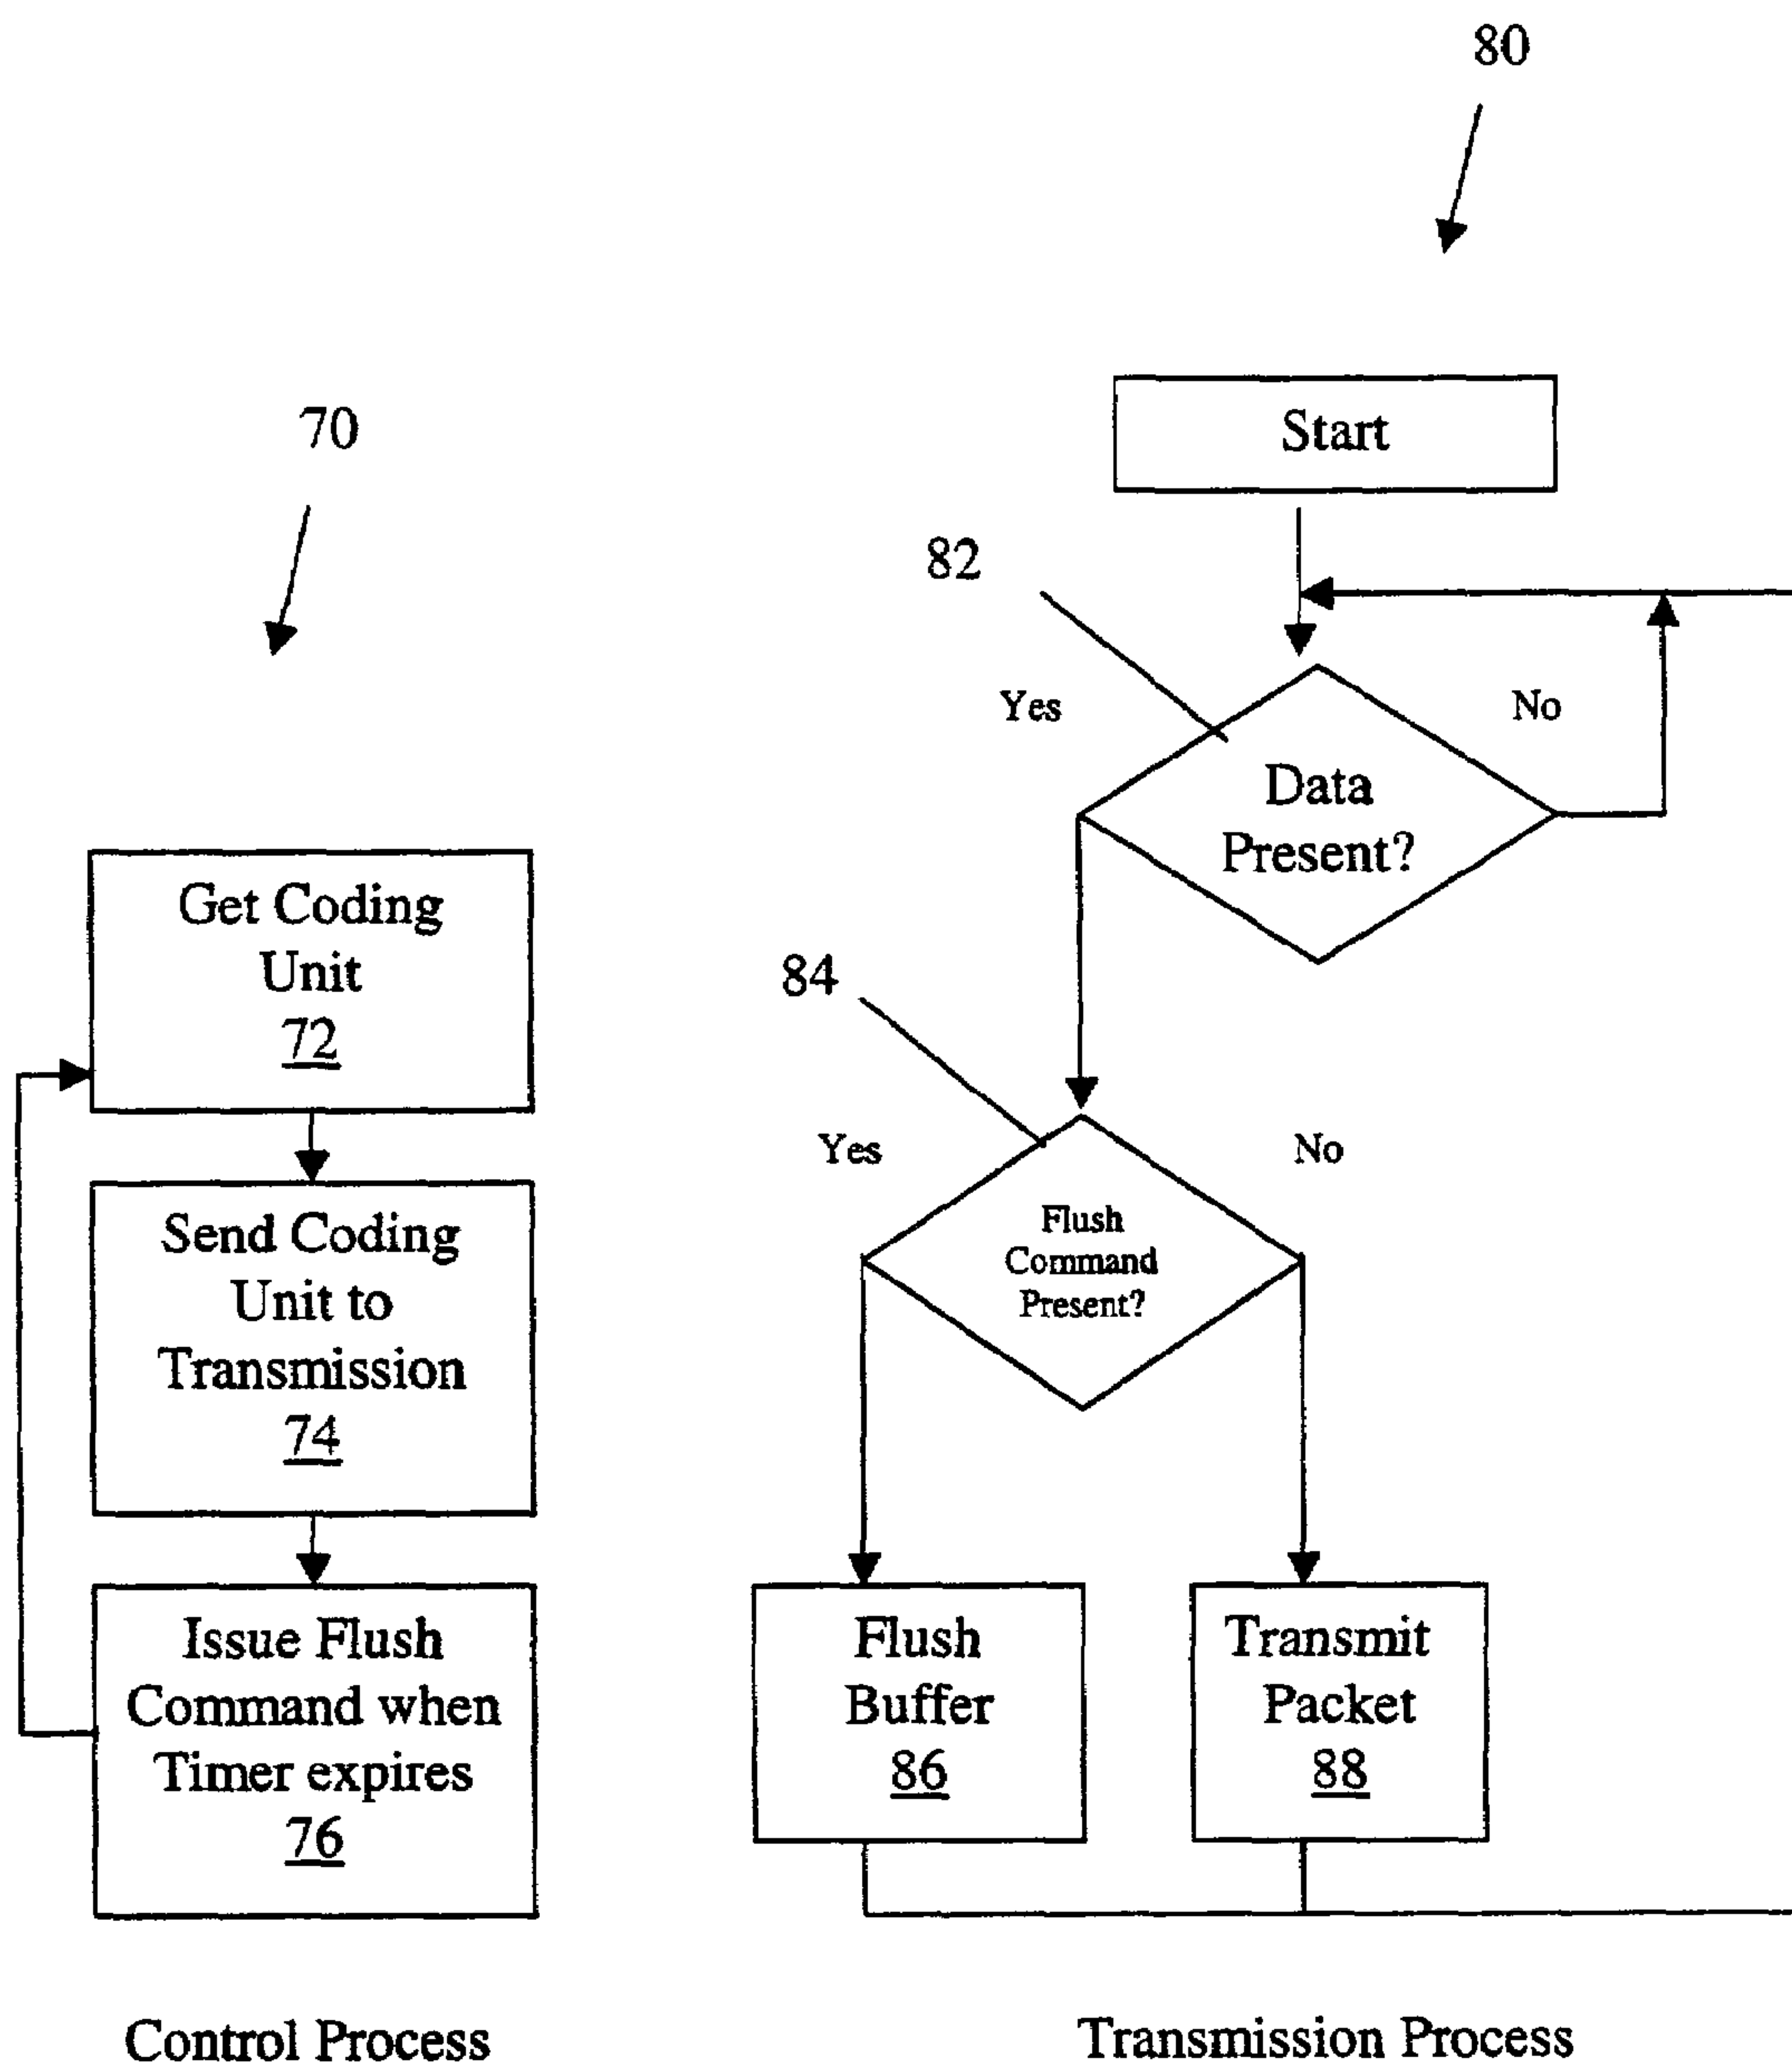 80
Start
70
82
Yes
No
Data
Present?
Get Coding
Unit
72
84
Yes
No
Send Coding
Unit to
Transmission
74
Flush
Command
Present?
Issue Flush
Command when
Timer expires
76
Flush
Buffer
86
Transmit
Packet
88
Control Process
Transmission Process